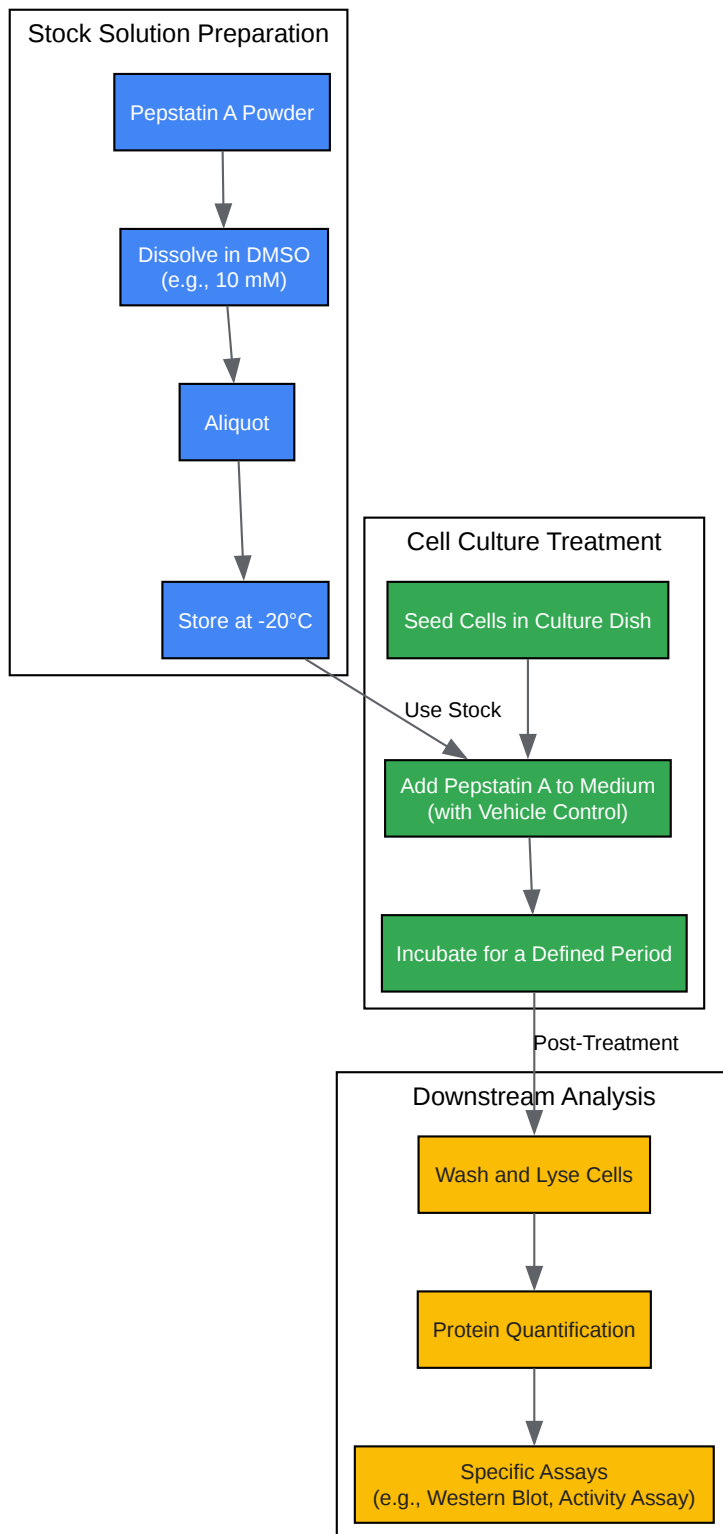 Stock Solution Preparation
Pepstatin A Powder
Dissolve in DMSO
(e.g., 10 mM)
Aliquot
Store at -20°C
Cell Culture Treatment
Seed Cells in Culture Dish
Use Stock
Add Pepstatin A to Medium
(with Vehicle Control)
Incubate for a Defined Period
Post-Treatment
Downstream Analysis
Wash and Lyse Cells
Protein Quantification
Specific Assays
(e.g., Western Blot, Activity Assay)